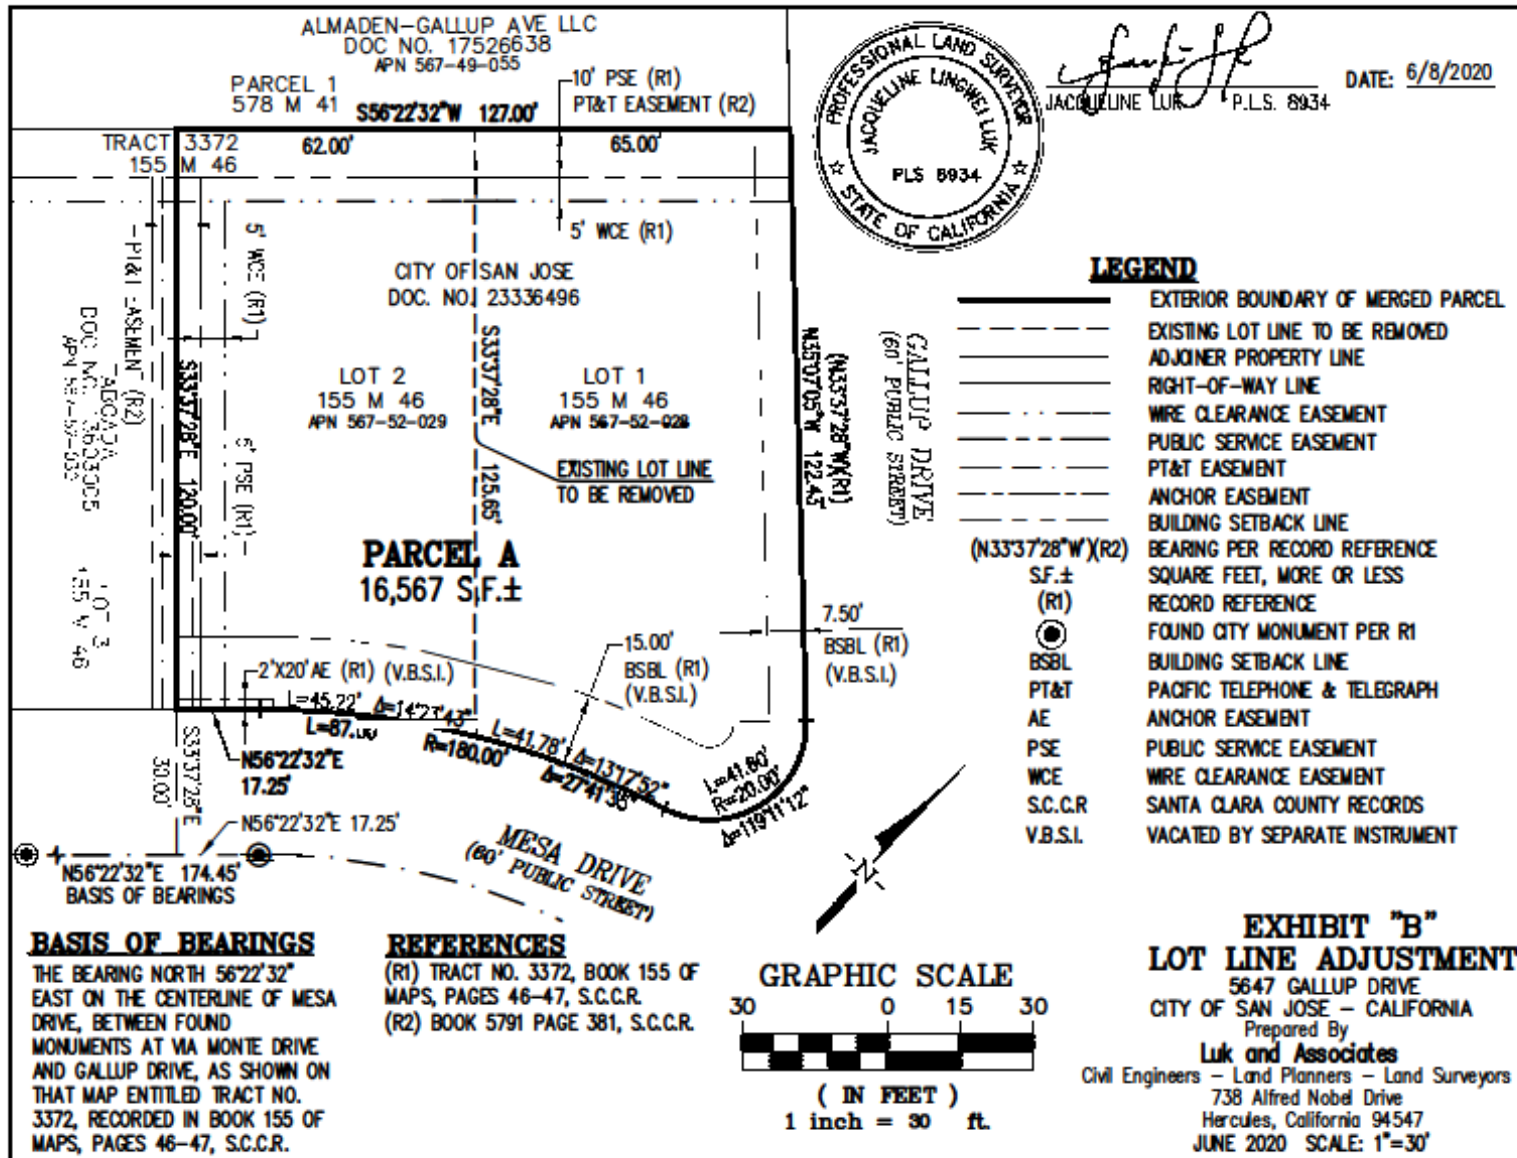 ALMADEN-GALLUP AVE LLC
DOC NO. 17526638
APN 567-49-055
PARCEL 1
578 M 41
S56°22'32"W 127.00'
10' PSE (R1)
PT&T EASEMENT (R2)
TRACT 3372
155 M 46
62.00'
65.00'
5' WCE (R1)
5' WCE (R1)
CITY OF SAN JOSE
DOC. NO. 23336496
PT&T EASEMENT (R2)
DOC NO.
S33°37'28"E 120.00'
6' PSE (R1)
LOT 3
155 M 46
LOT 2
155 M 46
APN 567-52-029
S33°37'28"E 125.65'
LOT 1
155 M 46
APN 567-52-028
EXISTING LOT LINE
TO BE REMOVED
(N33°37'28"W)(R1)
N35°07'05"W 122.43'
GALLUP DRIVE
(60' PUBLIC STREET)
PARCEL A
16,567 S.F.±
7.50'
BSBL (R1)
(V.B.S.I.)
15.00'
BSBL (R1)
(V.B.S.I.)
2'X20' AE (R1) (V.B.S.I.)
L=45.22' Δ=14°23'43"
L=87.00'
R=180.00'
L=41.78' Δ=13°17'52"
Δ=27°41'35"
L=41.60'
R=20.00'
Δ=119°11'12"
N56°22'32"E
17.25'
S33°37'28"E
30.00'
N56°22'32"E 17.25'
MESA DRIVE
(60' PUBLIC STREET)
N56°22'32"E 174.45'
BASIS OF BEARINGS
PROFESSIONAL LAND SURVEYOR
JACQUELINE LINGWEI LUK
PLS 8934
STATE OF CALIFORNIA
JACQUELINE LUK P.L.S. 8934
DATE: 6/8/2020
LEGEND
EXTERIOR BOUNDARY OF MERGED PARCEL
EXISTING LOT LINE TO BE REMOVED
ADJOINER PROPERTY LINE
RIGHT-OF-WAY LINE
WIRE CLEARANCE EASEMENT
PUBLIC SERVICE EASEMENT
PT&T EASEMENT
ANCHOR EASEMENT
BUILDING SETBACK LINE
(N33°37'28"W)(R2) BEARING PER RECORD REFERENCE
S.F.± SQUARE FEET, MORE OR LESS
(R1) RECORD REFERENCE
FOUND CITY MONUMENT PER R1
BSBL BUILDING SETBACK LINE
PT&T PACIFIC TELEPHONE & TELEGRAPH
AE ANCHOR EASEMENT
PSE PUBLIC SERVICE EASEMENT
WCE WIRE CLEARANCE EASEMENT
S.C.C.R SANTA CLARA COUNTY RECORDS
V.B.S.I. VACATED BY SEPARATE INSTRUMENT
-N-
BASIS OF BEARINGS
THE BEARING NORTH 56°22'32"
EAST ON THE CENTERLINE OF MESA
DRIVE, BETWEEN FOUND
MONUMENTS AT VIA MONTE DRIVE
AND GALLUP DRIVE, AS SHOWN ON
THAT MAP ENTITLED TRACT NO.
3372, RECORDED IN BOOK 155 OF
MAPS, PAGES 46-47, S.C.C.R.
REFERENCES
(R1) TRACT NO. 3372, BOOK 155 OF
MAPS, PAGES 46-47, S.C.C.R.
(R2) BOOK 5791 PAGE 381, S.C.C.R.
GRAPHIC SCALE
30 0 15 30
( IN FEET )
1 inch = 30 ft.
EXHIBIT "B"
LOT LINE ADJUSTMENT
5647 GALLUP DRIVE
CITY OF SAN JOSE - CALIFORNIA
Prepared By
Luk and Associates
Civil Engineers - Land Planners - Land Surveyors
738 Alfred Nobel Drive
Hercules, California 94547
JUNE 2020 SCALE: 1"=30'